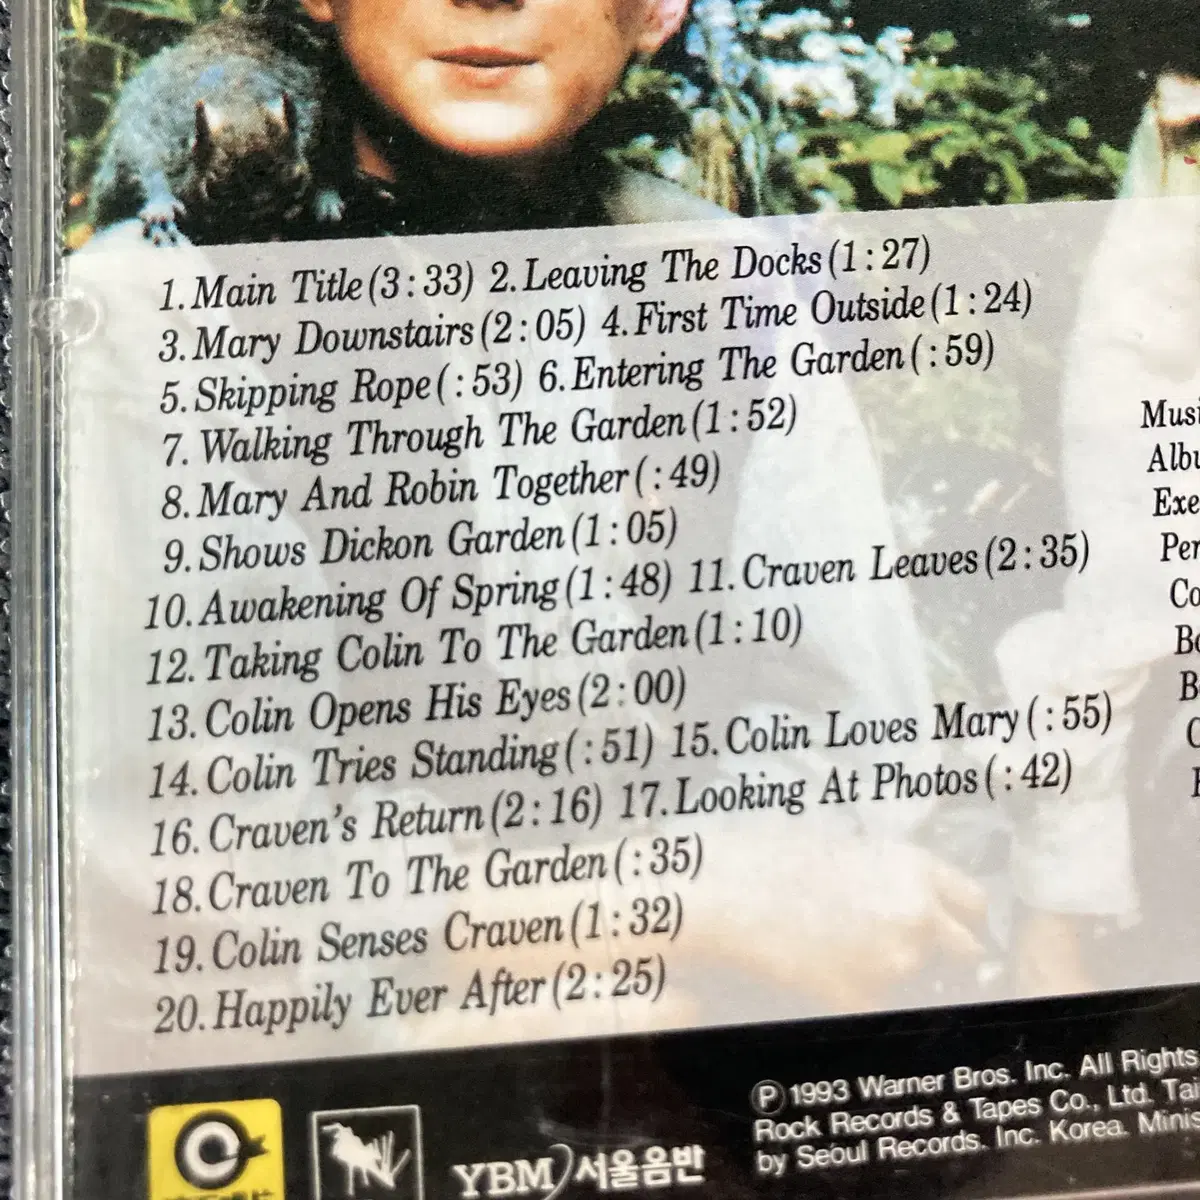 1.Main Title(3:33) 2.Leaving The Docks(1:27)
3.Mary Downstairs(2:05) 4.First Time Outside(1:24)
5.Skipping Rope(:53) 6.Entering The Garden(:59)
7. Walking Through The Garden(1:52)
8.Mary And Robin Together(:49)
9.Shows Dickon Garden(1:05)
10.Awakening Of Spring(1:48) 11.Craven Leaves(2:35)
12.Taking Colin To The Garden(1:10)
13.Colin Opens His Eyes(2:00)
14.Colin Tries Standing(:51) 15.Colin Loves Mary(:55)
16.Craven's Return(2:16) 17.Looking At Photos(:42)
18.Craven To The Garden(:35)
19.Colin Senses Craven(1:32)
20.Happily Ever After(2:25)
YBM 서울음반
Ⓟ1993 Warner Bros. Inc. All Rights
Rock Records & Tapes Co., Ltd.
by Seoul Records. Inc. Korea.